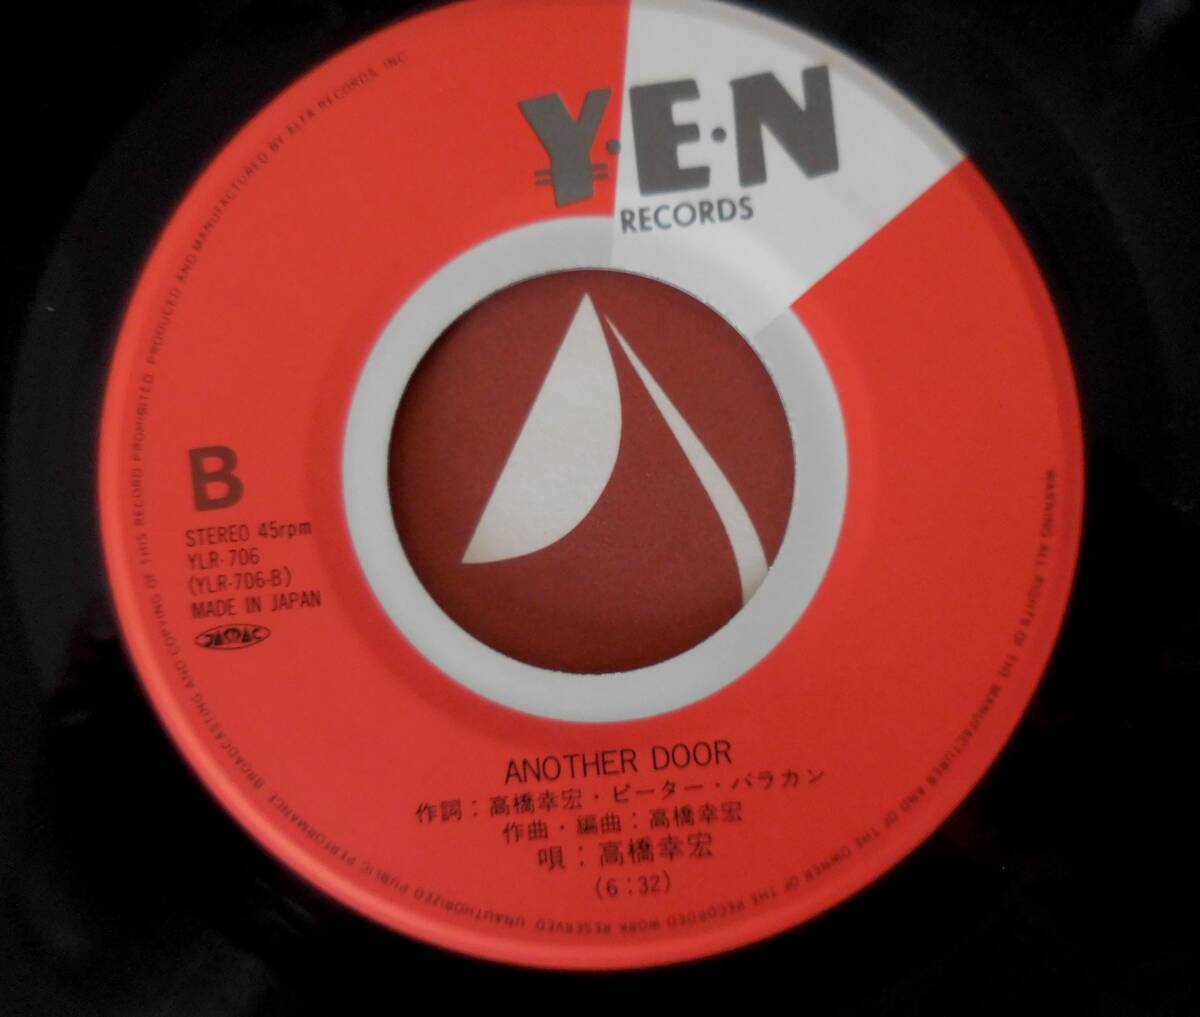 Y·E·N
RECORDS
B
STEREO 45rpm
YLR-706
(YLR-706-B)
MADE IN JAPAN
JASRAC
ANOTHER DOOR
作詞：高橋幸宏・ピーター・バラカン
作曲・編曲：高橋幸宏
唄：高橋幸宏
(6:32)
WARNING ALL RIGHTS OF THE MANUFACTURER AND OF THE OWNER OF THE RECORDED WORK RESERVED UNAUTHORIZED PUBLIC PERFORMANCE BROADCASTING AND COPYING OF THIS RECORD PROHIBITED PRODUCED AND MANUFACTURED BY ALFA RECORDS, INC.